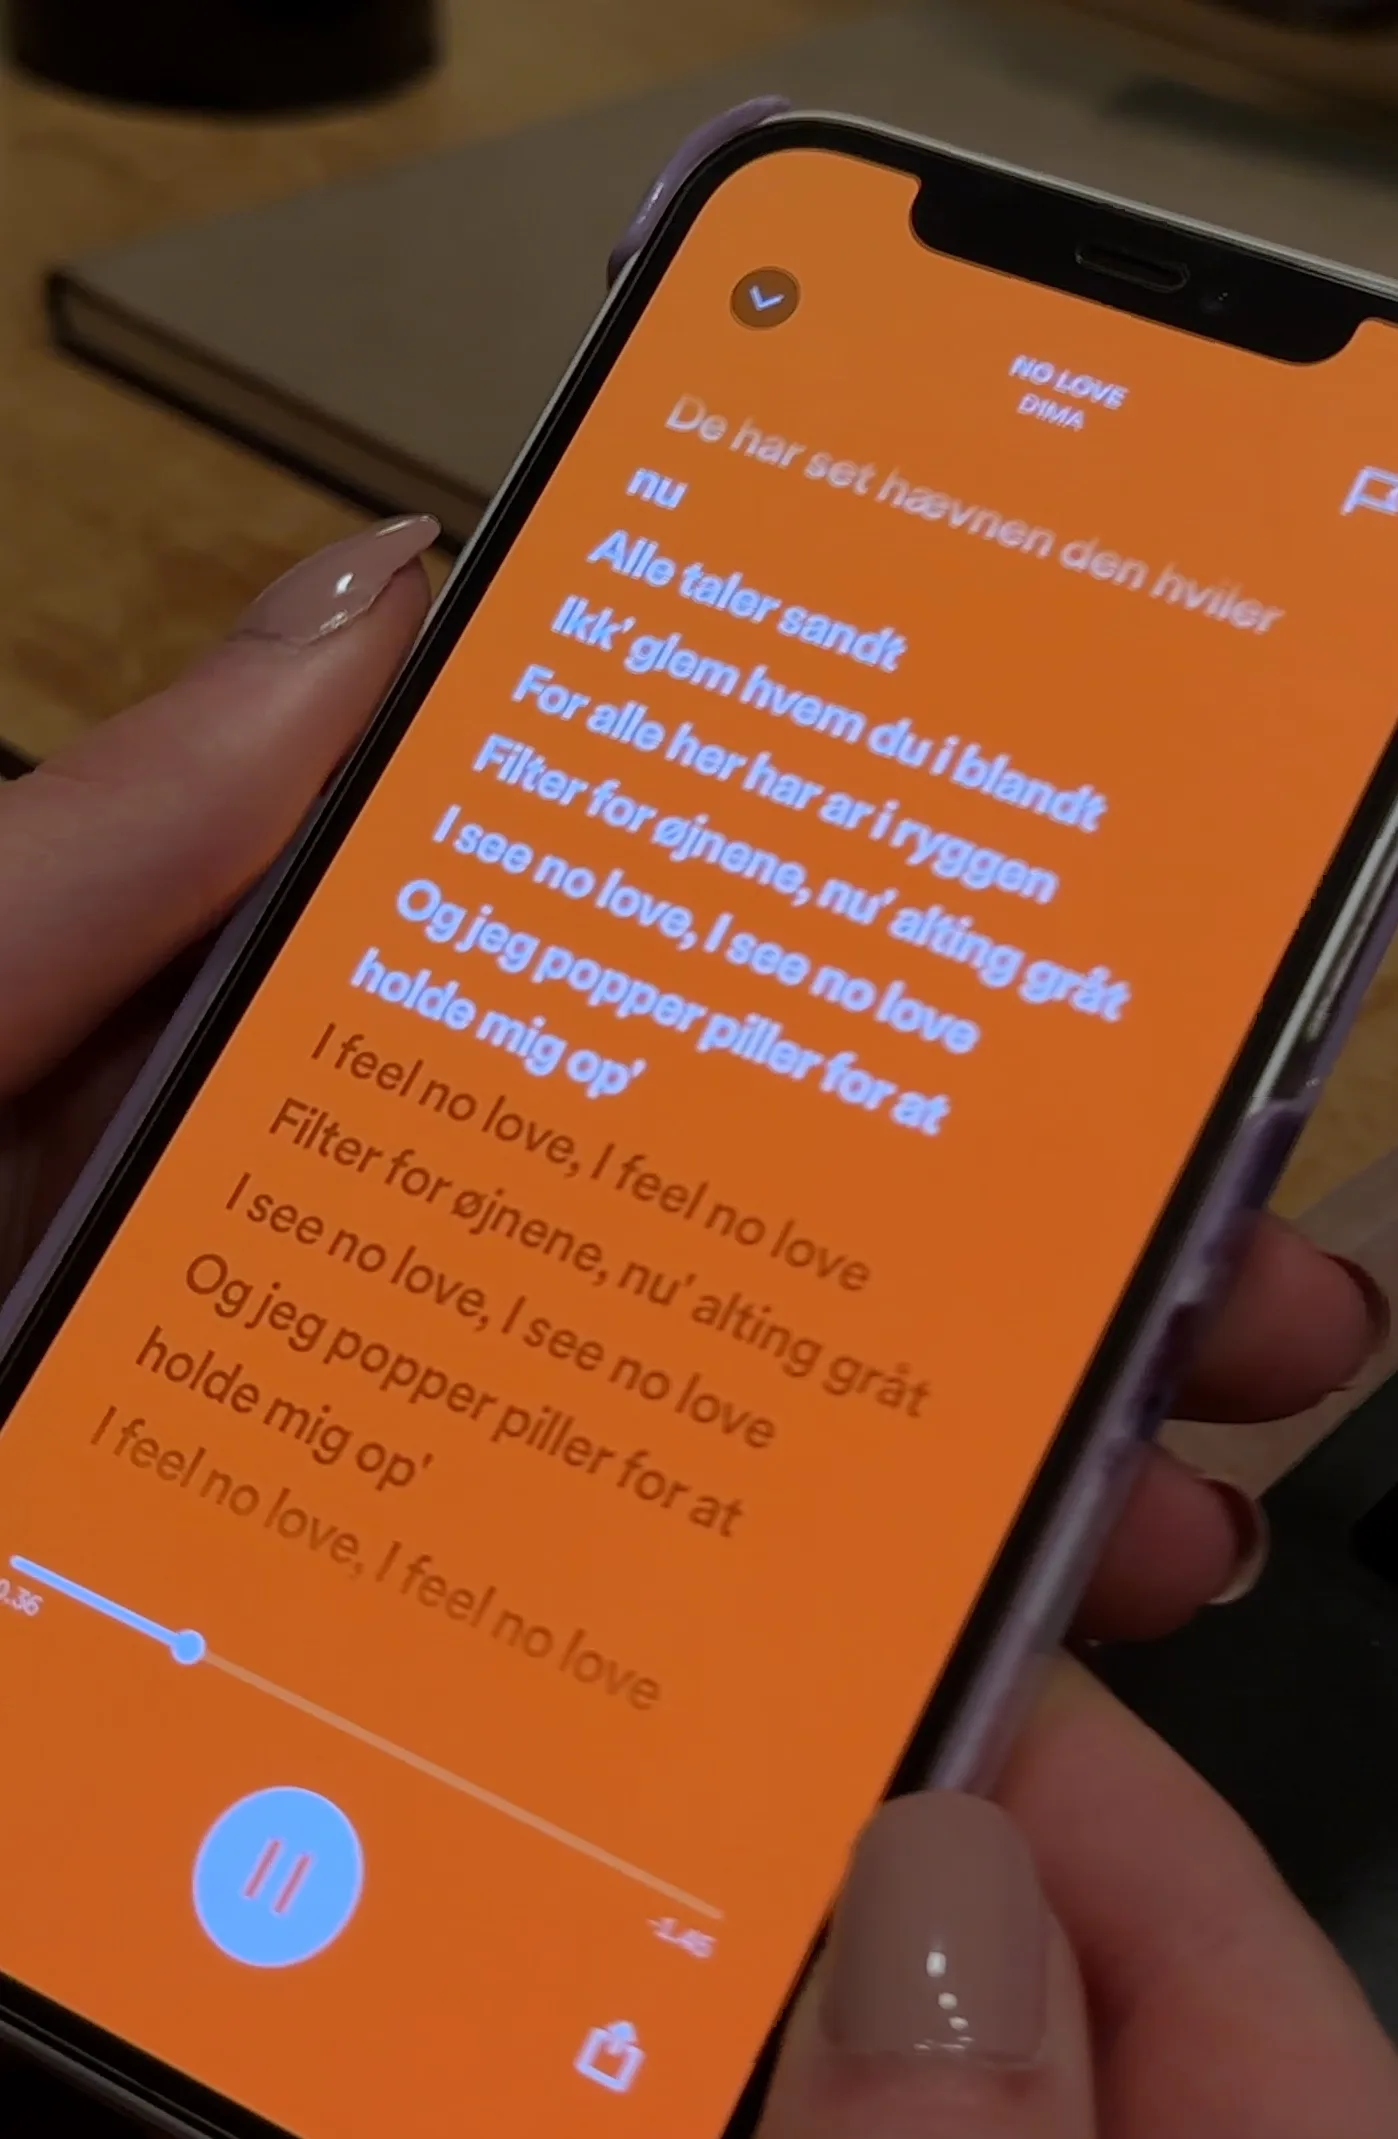 NO LOVE
DIMA
De har set hævnen den hviler
nu
Alle taler sandt
Ikk' glem hvem du i blandt
For alle her har ar i ryggen
Filter for øjnene, nu' alting gråt
I see no love, I see no love
Og jeg popper piller for at
holde mig op'
I feel no love, I feel no love
Filter for øjnene, nu' alting gråt
I see no love, I see no love
Og jeg popper piller for at
holde mig op'
I feel no love, I feel no love
0.36
-1.45